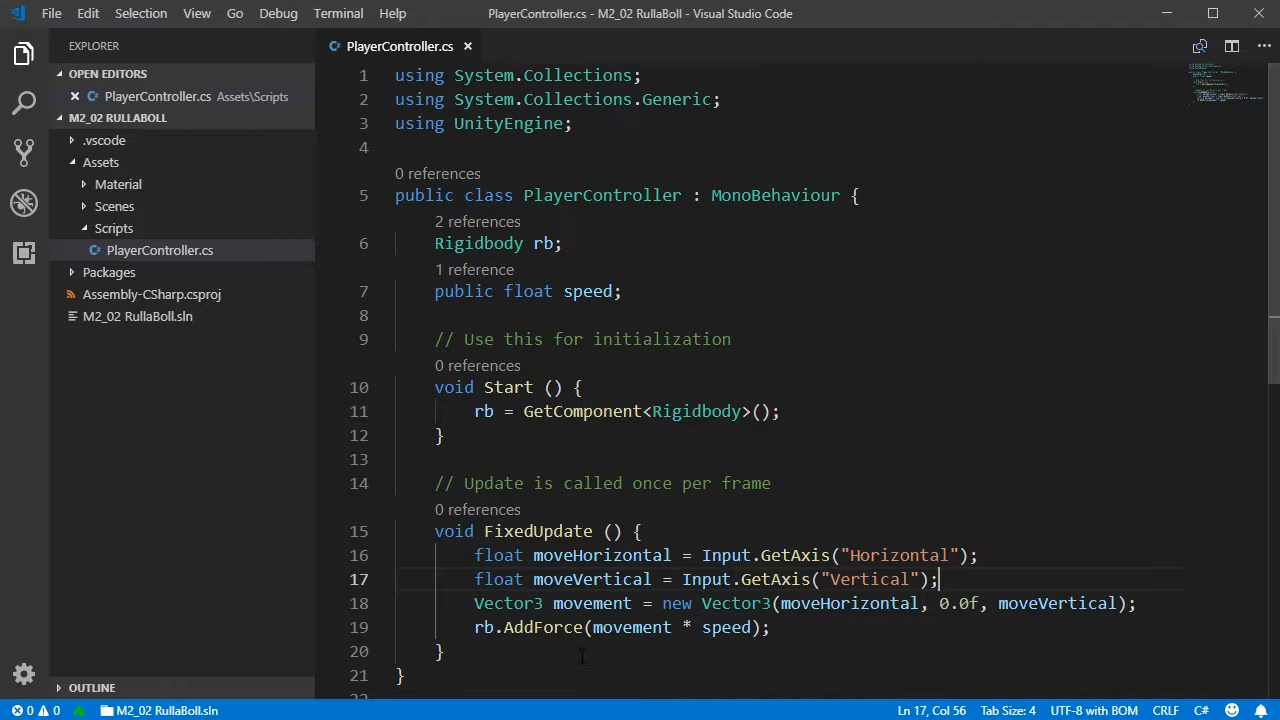 File Edit Selection View Go Debug Terminal Help PlayerController.cs - M2_02 RullaBoll - Visual Studio Code
EXPLORER
OPEN EDITORS
PlayerController.cs Assets\Scripts
M2_02 RULLABOLL
.vscode
Assets
Material
Scenes
Scripts
PlayerController.cs
Packages
Assembly-CSharp.csproj
M2_02 RullaBoll.sln
OUTLINE
PlayerController.cs
1 using System.Collections;
2 using System.Collections.Generic;
3 using UnityEngine;
4
0 references
5 public class PlayerController : MonoBehaviour {
2 references
6 Rigidbody rb;
1 reference
7 public float speed;
8
9 // Use this for initialization
0 references
10 void Start () {
11 rb = GetComponent<Rigidbody>();
12 }
13
14 // Update is called once per frame
0 references
15 void FixedUpdate () {
16 float moveHorizontal = Input.GetAxis("Horizontal");
17 float moveVertical = Input.GetAxis("Vertical");
18 Vector3 movement = new Vector3(moveHorizontal, 0.0f, moveVertical);
19 rb.AddForce(movement * speed);
20 }
21 }
0 0 M2_02 RullaBoll.sln Ln 17, Col 56 Tab Size: 4 UTF-8 with BOM CRLF C#